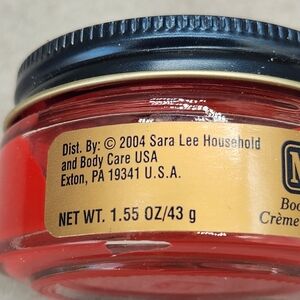 Dist. By: © 2004 Sara Lee Household
and Body Care USA
Exton, PA 19341 U.S.A.
NET WT. 1.55 OZ/43 g
Crème